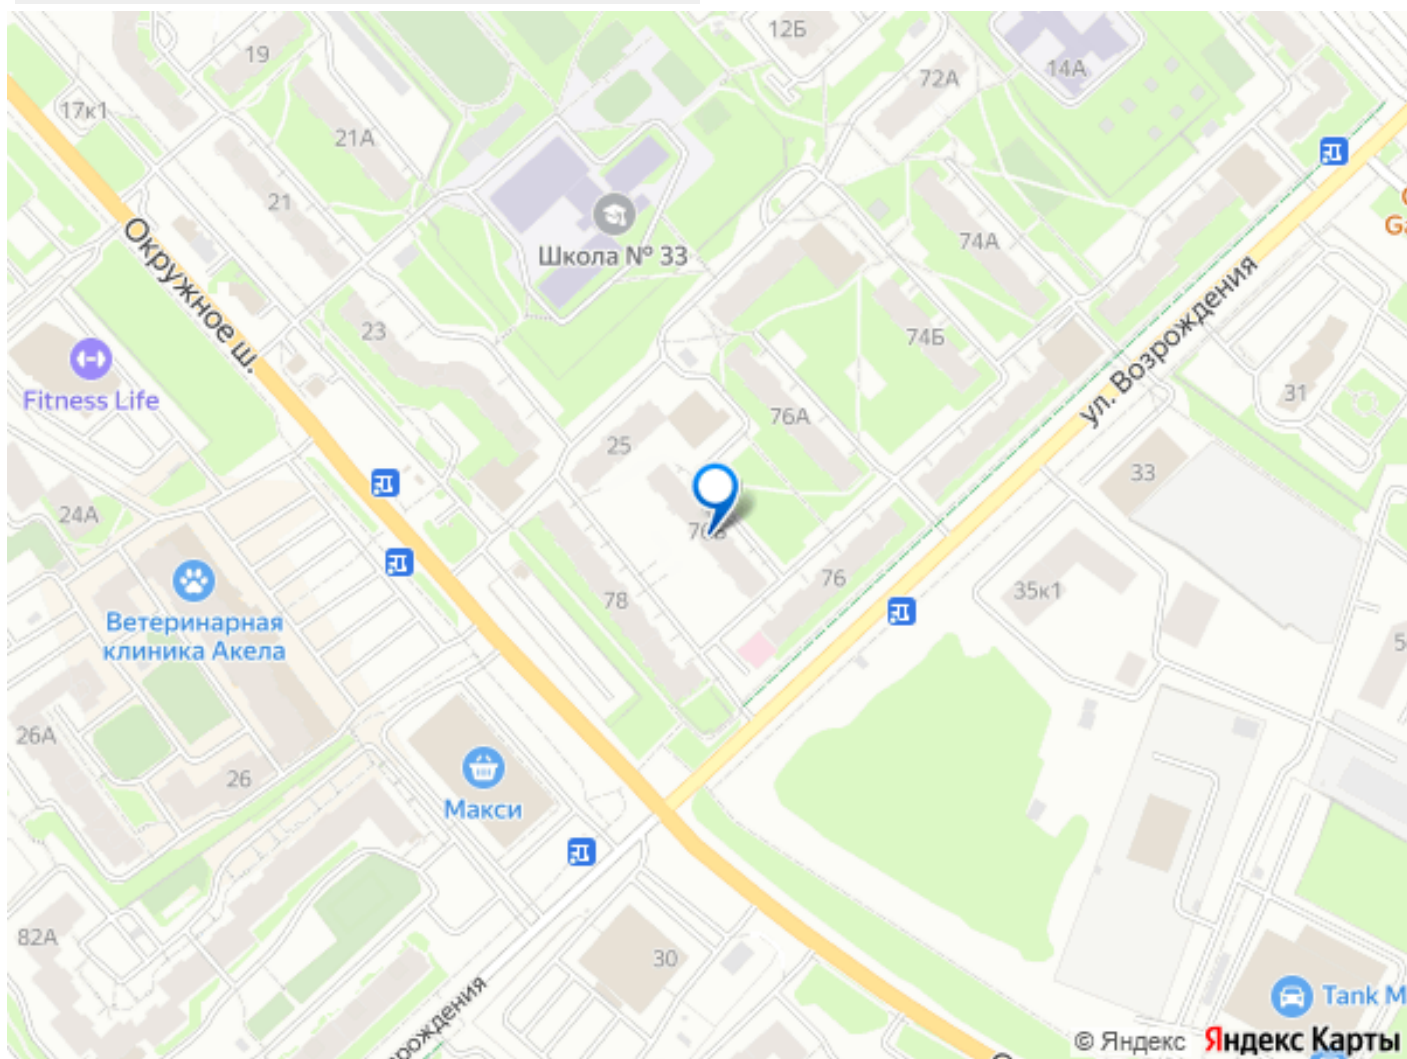 12Б
19
72А
14А
17к1
21А
21
Школа № 33
74А
Окружное ш.
ул. Возрождения
23
74Б
Fitness Life
31
76А
25
33
24А
76
35к1
78
Ветеринарная
клиника Акела
26А
26
Макси
82А
30
Tank M
© Яндекс
Яндекс Карты